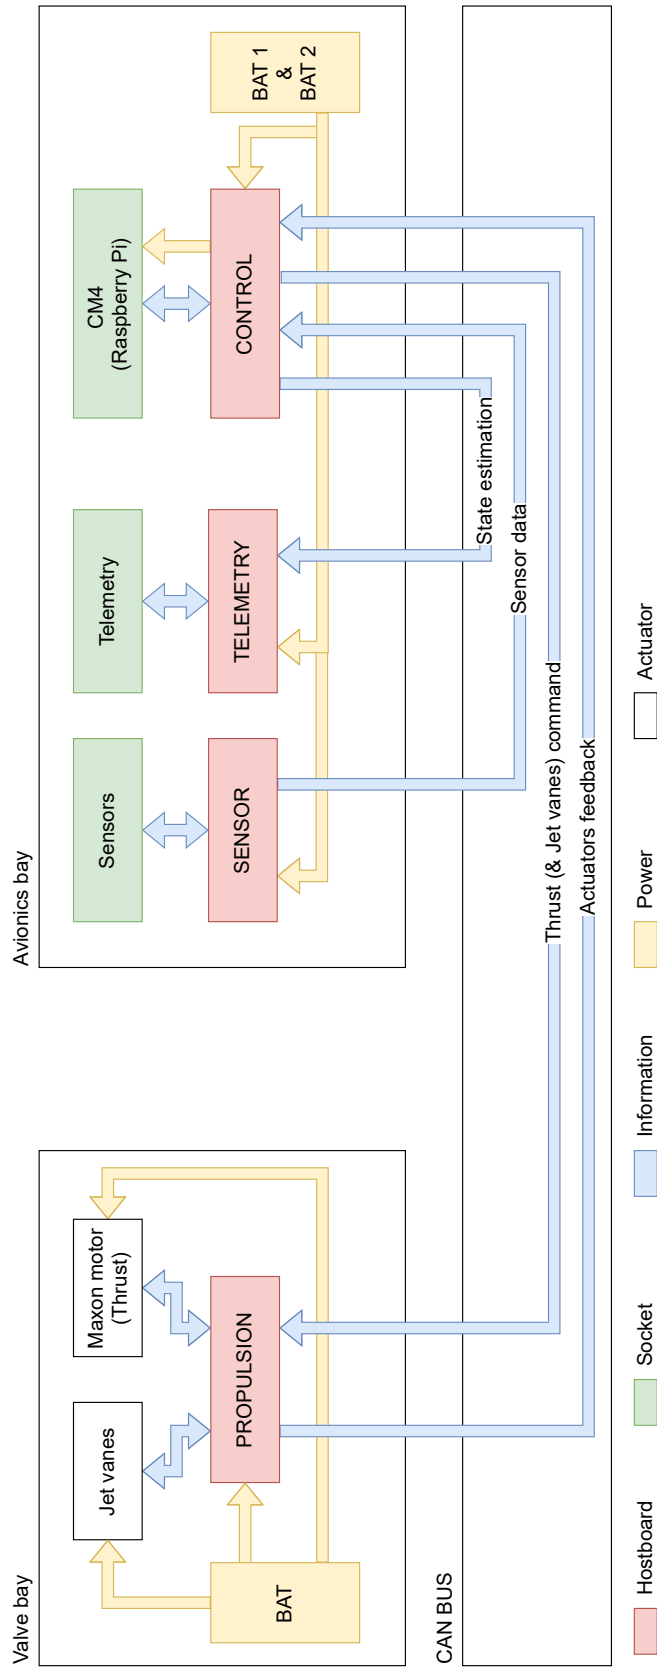 Valve bay
Jet vanes
Maxon motor
(Thrust)
PROPULSION
BAT
Avionics bay
Sensors
Telemetry
CM4
(Raspberry Pi)
SENSOR
TELEMETRY
CONTROL
BAT 1
&
BAT 2
CAN BUS
State estimation
Sensor data
Thrust (& Jet vanes) command
Actuators feedback
Hostboard
Socket
Information
Power
Actuator